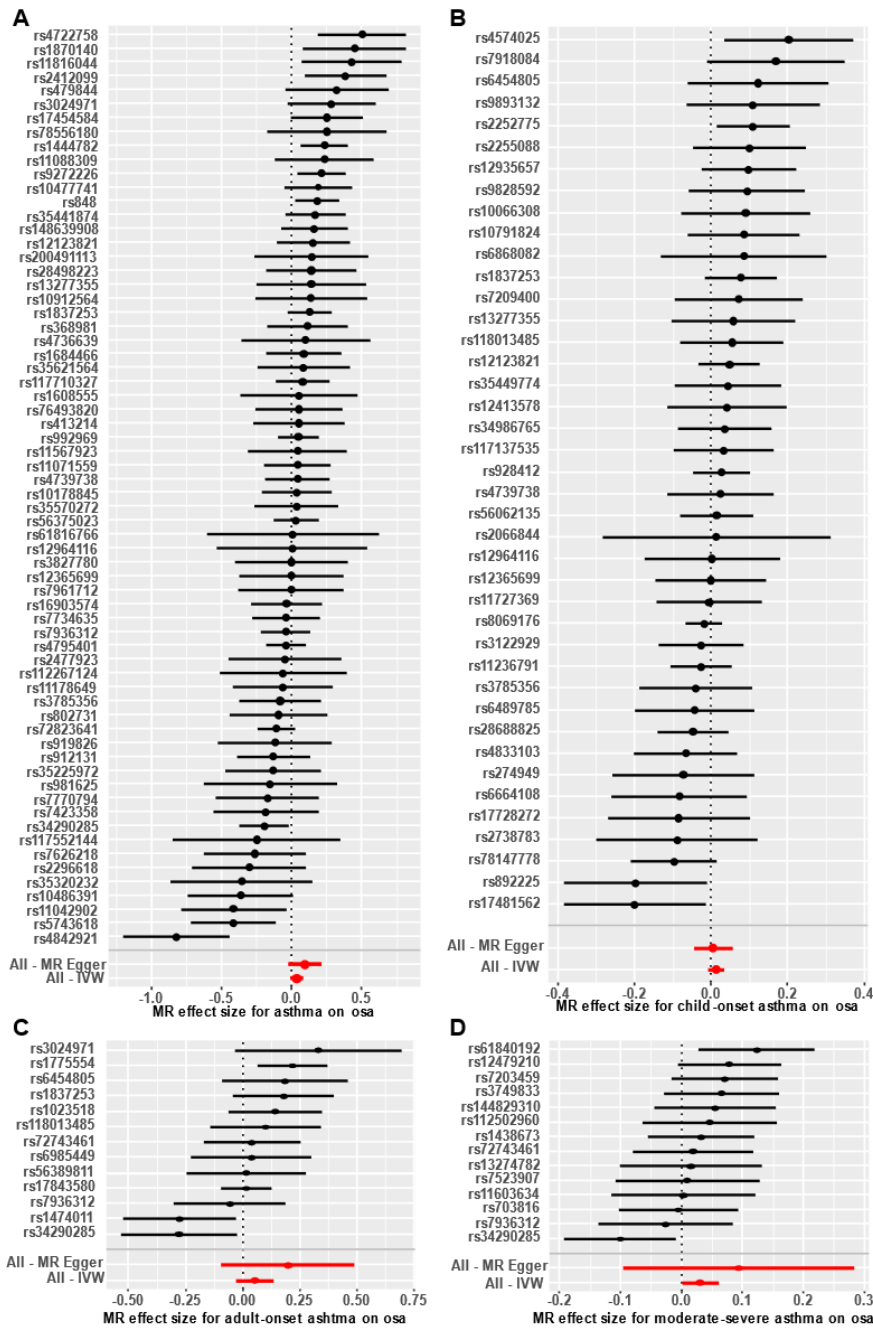 A
rs4722758
rs1870140
rs11816044
rs2412099
rs479844
rs3024971
rs17454584
rs78556180
rs1444782
rs11088309
rs9272226
rs10477741
rs848
rs35441874
rs148639908
rs12123821
rs200491113
rs28498223
rs13277355
rs10912564
rs1837253
rs368981
rs4736639
rs1684466
rs35621564
rs117710327
rs1608555
rs76493820
rs413214
rs992969
rs11567923
rs11071559
rs4739738
rs10178845
rs35570272
rs56375023
rs61816766
rs12964116
rs3827780
rs12365699
rs7961712
rs16903574
rs7734635
rs7936312
rs4795401
rs2477923
rs112267124
rs11178649
rs3785356
rs802731
rs72823641
rs919826
rs912131
rs35225972
rs981625
rs7770794
rs7423358
rs34290285
rs117552144
rs7626218
rs2296618
rs35320232
rs10486391
rs11042902
rs5743618
rs4842921
All - MR Egger
All - IVW
-1.0 -0.5 0.0 0.5
MR effect size for asthma on osa
B
rs4574025
rs7918084
rs6454805
rs9893132
rs2252775
rs2255088
rs12935657
rs9828592
rs10066308
rs10791824
rs6868082
rs1837253
rs7209400
rs13277355
rs118013485
rs12123821
rs35449774
rs12413578
rs34986765
rs117137535
rs928412
rs4739738
rs56062135
rs2066844
rs12964116
rs12365699
rs11727369
rs8069176
rs3122929
rs11236791
rs3785356
rs6489785
rs28688825
rs4833103
rs274949
rs6664108
rs17728272
rs2738783
rs78147778
rs892225
rs17481562
All - MR Egger
All - IVW
-0.4 -0.2 0.0 0.2 0.4
MR effect size for child-onset asthma on osa
C
rs3024971
rs1775554
rs6454805
rs1837253
rs1023518
rs118013485
rs72743461
rs6985449
rs56389811
rs17843580
rs7936312
rs1474011
rs34290285
All - MR Egger
All - IVW
-0.50 -0.25 0.00 0.25 0.50 0.75
MR effect size for adult-onset ashtma on osa
D
rs61840192
rs12479210
rs7203459
rs3749833
rs144829310
rs112502960
rs1438673
rs72743461
rs13274782
rs7523907
rs11603634
rs703816
rs7936312
rs34290285
All - MR Egger
All - IVW
-0.2 -0.1 0.0 0.1 0.2 0.3
MR effect size for moderate-severe asthma on osa